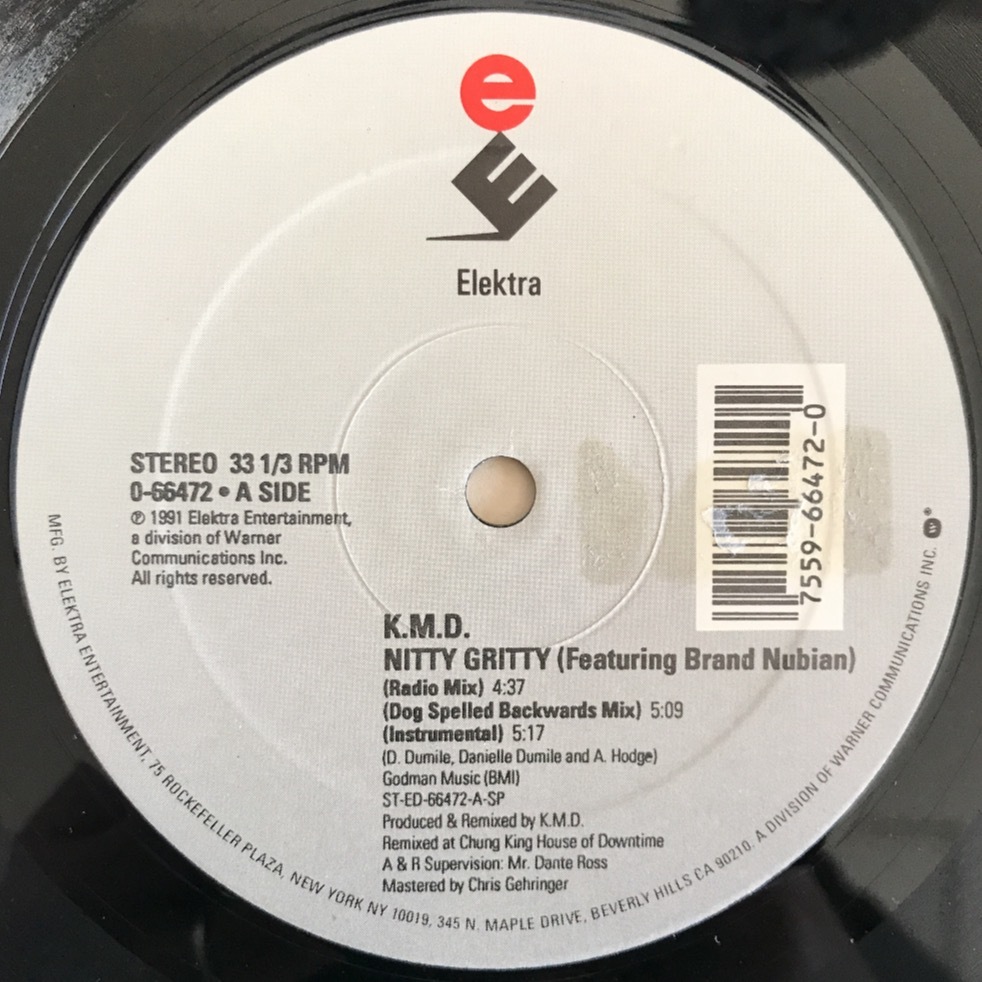 e
E
Elektra
STEREO 33 1/3 RPM
0-66472 • A SIDE
℗ 1991 Elektra Entertainment,
a division of Warner
Communications Inc.
All rights reserved.
7559-66472-0
K.M.D.
NITTY GRITTY (Featuring Brand Nubian)
(Radio Mix) 4:37
(Dog Spelled Backwards Mix) 5:09
(Instrumental) 5:17
(D. Dumile, Danielle Dumile and A. Hodge)
Godman Music (BMI)
ST-ED-66472-A-SP
Produced & Remixed by K.M.D.
Remixed at Chung King House of Downtime
A & R Supervision: Mr. Dante Ross
Mastered by Chris Gehringer
MFG. BY ELEKTRA ENTERTAINMENT, 75 ROCKEFELLER PLAZA, NEW YORK NY 10019, 345 N. MAPLE DRIVE, BEVERLY HILLS CA 90210. A DIVISION OF WARNER COMMUNICATIONS INC. W ®